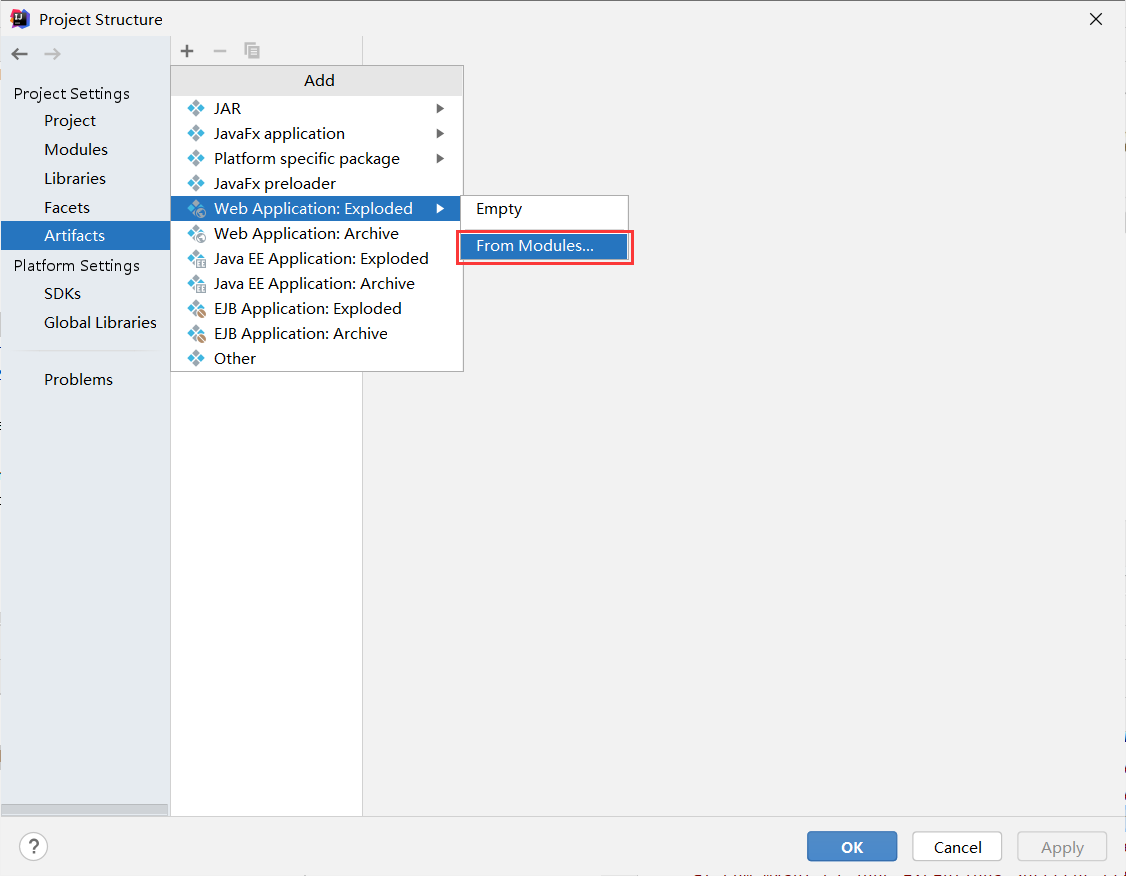 Project Structure
Project Settings
Project
Modules
Libraries
Facets
Artifacts
Platform Settings
SDKs
Global Libraries
Problems
Add
JAR
JavaFx application
Platform specific package
JavaFx preloader
Web Application: Exploded
Web Application: Archive
Java EE Application: Exploded
Java EE Application: Archive
EJB Application: Exploded
EJB Application: Archive
Other
Empty
From Modules...
?
OK
Cancel
Apply